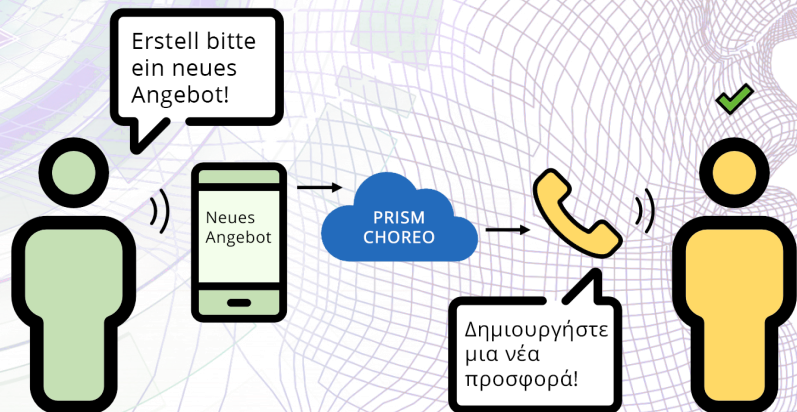 Erstell bitte
ein neues
Angebot!
Neues
Angebot
PRISM
CHOREO
Δημιουργήστε
μια νέα
προσφορά!